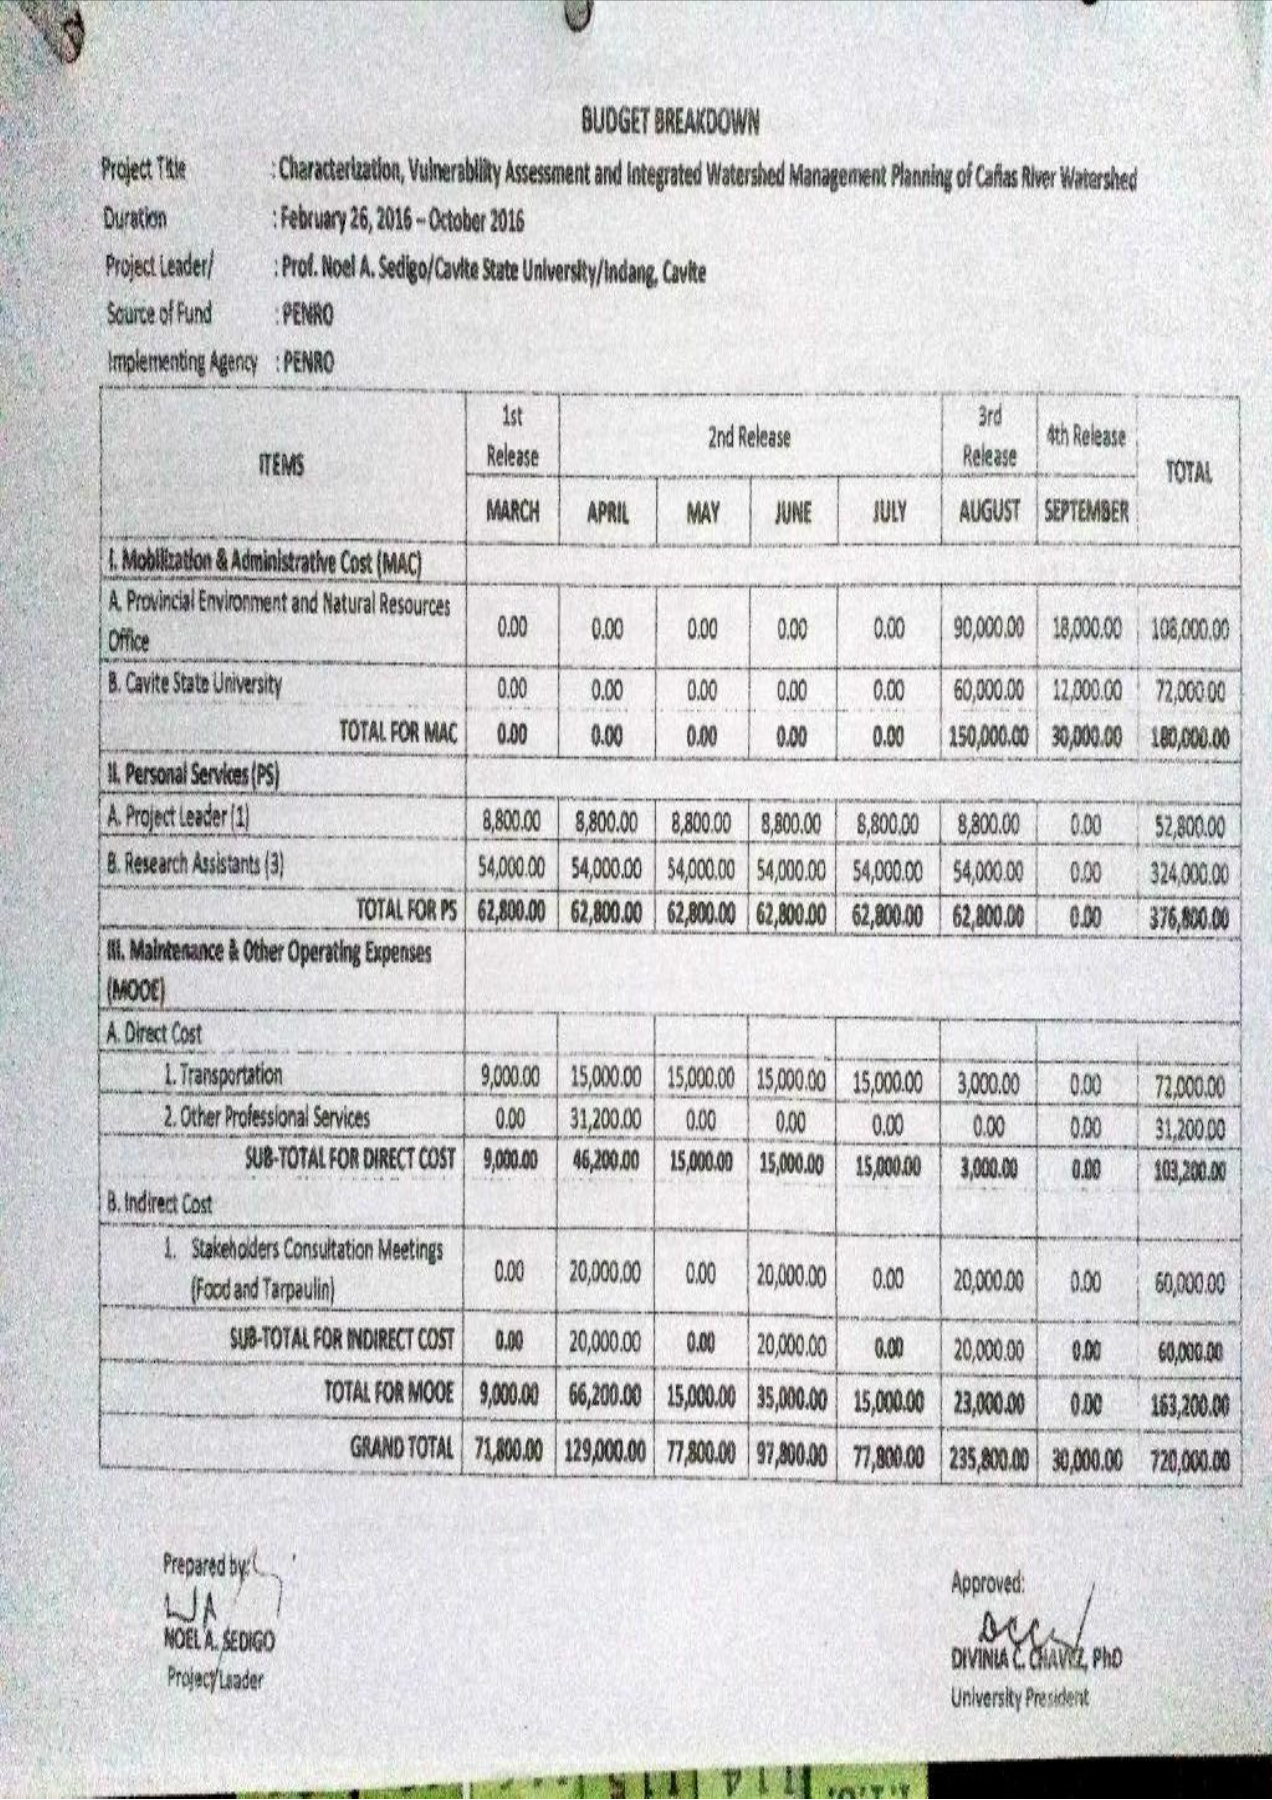 BUDGET BREAKDOWN
Project Title : Characterization, Vulnerability Assessment and Integrated Watershed Management Planning of Cañas River Watershed
Duration : February 26, 2016 – October 2016
Project Leader/ : Prof. Noel A. Sedigo/Cavite State University/Indang, Cavite
Source of Fund : PENRO
Implementing Agency : PENRO
ITEMS 1st Release 2nd Release 3rd Release 4th Release TOTAL
MARCH APRIL MAY JUNE JULY AUGUST SEPTEMBER
I. Mobilization & Administrative Cost (MAC)
A. Provincial Environment and Natural Resources
Office 0.00 0.00 0.00 0.00 0.00 90,000.00 18,000.00 108,000.00
B. Cavite State University 0.00 0.00 0.00 0.00 0.00 60,000.00 12,000.00 72,000.00
TOTAL FOR MAC 0.00 0.00 0.00 0.00 0.00 150,000.00 30,000.00 180,000.00
II. Personal Services (PS)
A. Project Leader (1) 8,800.00 8,800.00 8,800.00 8,800.00 8,800.00 8,800.00 0.00 52,800.00
B. Research Assistants (3) 54,000.00 54,000.00 54,000.00 54,000.00 54,000.00 54,000.00 0.00 324,000.00
TOTAL FOR PS 62,800.00 62,800.00 62,800.00 62,800.00 62,800.00 62,800.00 0.00 376,800.00
III. Maintenance & Other Operating Expenses
(MOOE)
A. Direct Cost
1. Transportation 9,000.00 15,000.00 15,000.00 15,000.00 15,000.00 3,000.00 0.00 72,000.00
2. Other Professional Services 0.00 31,200.00 0.00 0.00 0.00 0.00 0.00 31,200.00
SUB-TOTAL FOR DIRECT COST 9,000.00 46,200.00 15,000.00 15,000.00 15,000.00 3,000.00 0.00 103,200.00
B. Indirect Cost
1. Stakeholders Consultation Meetings
(Food and Tarpaulin) 0.00 20,000.00 0.00 20,000.00 0.00 20,000.00 0.00 60,000.00
SUB-TOTAL FOR INDIRECT COST 0.00 20,000.00 0.00 20,000.00 0.00 20,000.00 0.00 60,000.00
TOTAL FOR MOOE 9,000.00 66,200.00 15,000.00 35,000.00 15,000.00 23,000.00 0.00 163,200.00
GRAND TOTAL 71,800.00 129,000.00 77,800.00 97,800.00 77,800.00 235,800.00 30,000.00 720,000.00
Prepared by:
NOEL A. SEDIGO
Project Leader
Approved:
DIVINIA C. CHAVEZ, PhD
University President